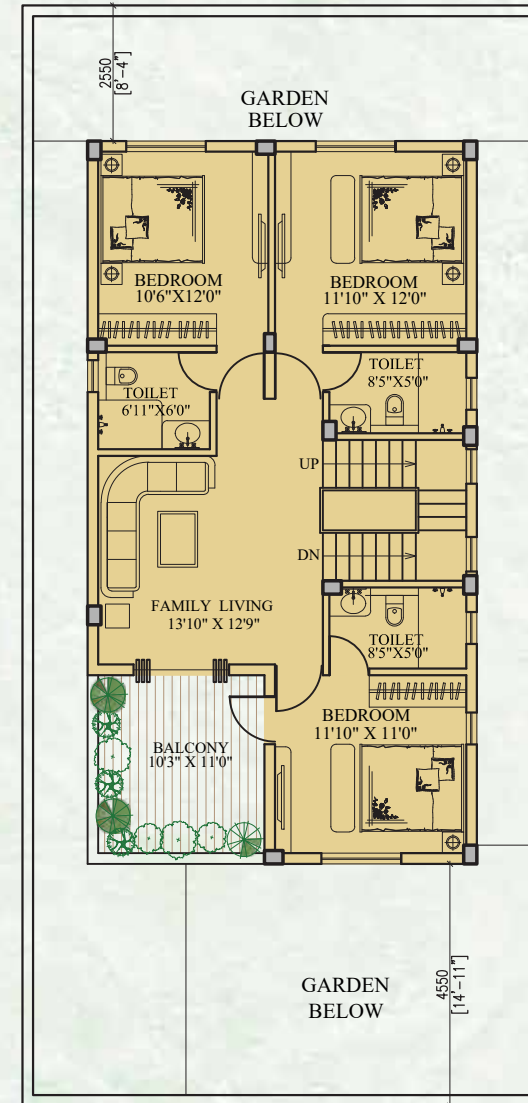 2550
[8'-4"]
GARDEN
BELOW
BEDROOM
10'6"X12'0"
BEDROOM
11'10" X 12'0"
TOILET
6'11"X6'0"
TOILET
8'5"X5'0"
UP
DN
FAMILY LIVING
13'10" X 12'9"
TOILET
8'5"X5'0"
BEDROOM
11'10" X 11'0"
BALCONY
10'3" X 11'0"
GARDEN
BELOW
4550
[14'-11"]